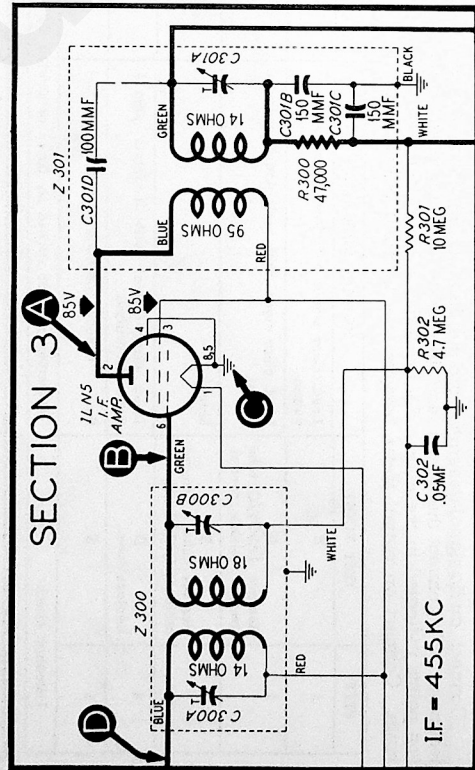 SECTION 3
Z 301
C301D 100MMF
C301A
T
GREEN
14 OHMS
C301B
150
MMF
C301C
150
MMF
BLACK
WHITE
R300
47,000
BLUE
95 OHMS
RED
85V
A
2
85V
4
3
8,5
1
6
1LN5
I.F.
AMP.
B
GREEN
C
R301
10 MEG
R302
4.7 MEG
C302
.05MF
Z 300
C300B
T
18 OHMS
WHITE
14 OHMS
RED
BLUE
C300A
T
D
I.F. = 455KC